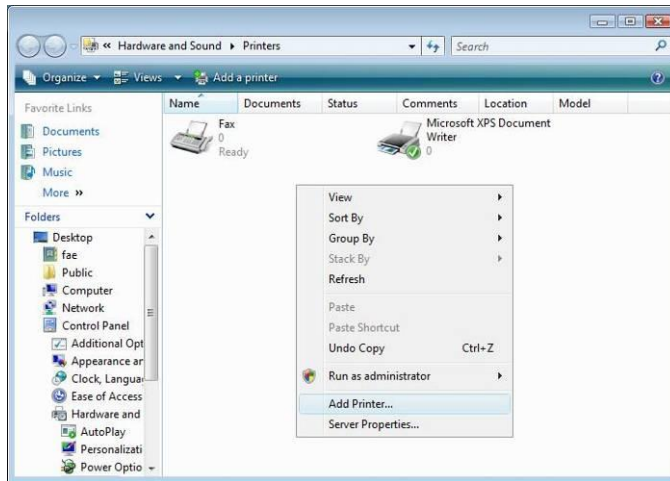 « Hardware and Sound ▸ Printers
Search
Organize Views Add a printer
Favorite Links
Documents
Pictures
Music
More »
Folders
Desktop
fae
Public
Computer
Network
Control Panel
Additional Opt
Appearance ar
Clock, Languag
Ease of Access
Hardware and
AutoPlay
Personalizati
Power Optio
Name Documents Status Comments Location Model
Fax
0
Ready
Microsoft XPS Document
Writer
0
View
Sort By
Group By
Stack By
Refresh
Paste
Paste Shortcut
Undo Copy Ctrl+Z
Run as administrator
Add Printer...
Server Properties...